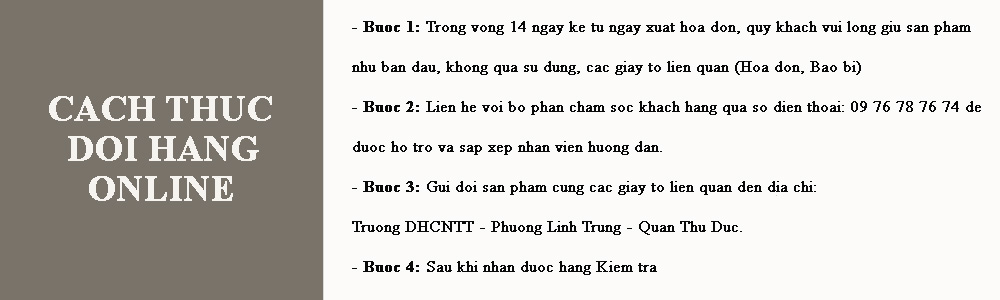 CACH THUC
DOI HANG
ONLINE
- Buoc 1: Trong vong 14 ngay ke tu ngay xuat hoa don, quy khach vui long giu san pham
nhu ban dau, khong qua su dung, cac giay to lien quan (Hoa don, Bao bi)
- Buoc 2: Lien he voi bo phan cham soc khach hang qua so dien thoai: 09 76 78 76 74 de
duoc ho tro va sap xep nhan vien huong dan.
- Buoc 3: Gui doi san pham cung cac giay to lien quan den dia chi:
Truong DHCNTT - Phuong Linh Trung - Quan Thu Duc.
- Buoc 4: Sau khi nhan duoc hang Kiem tra